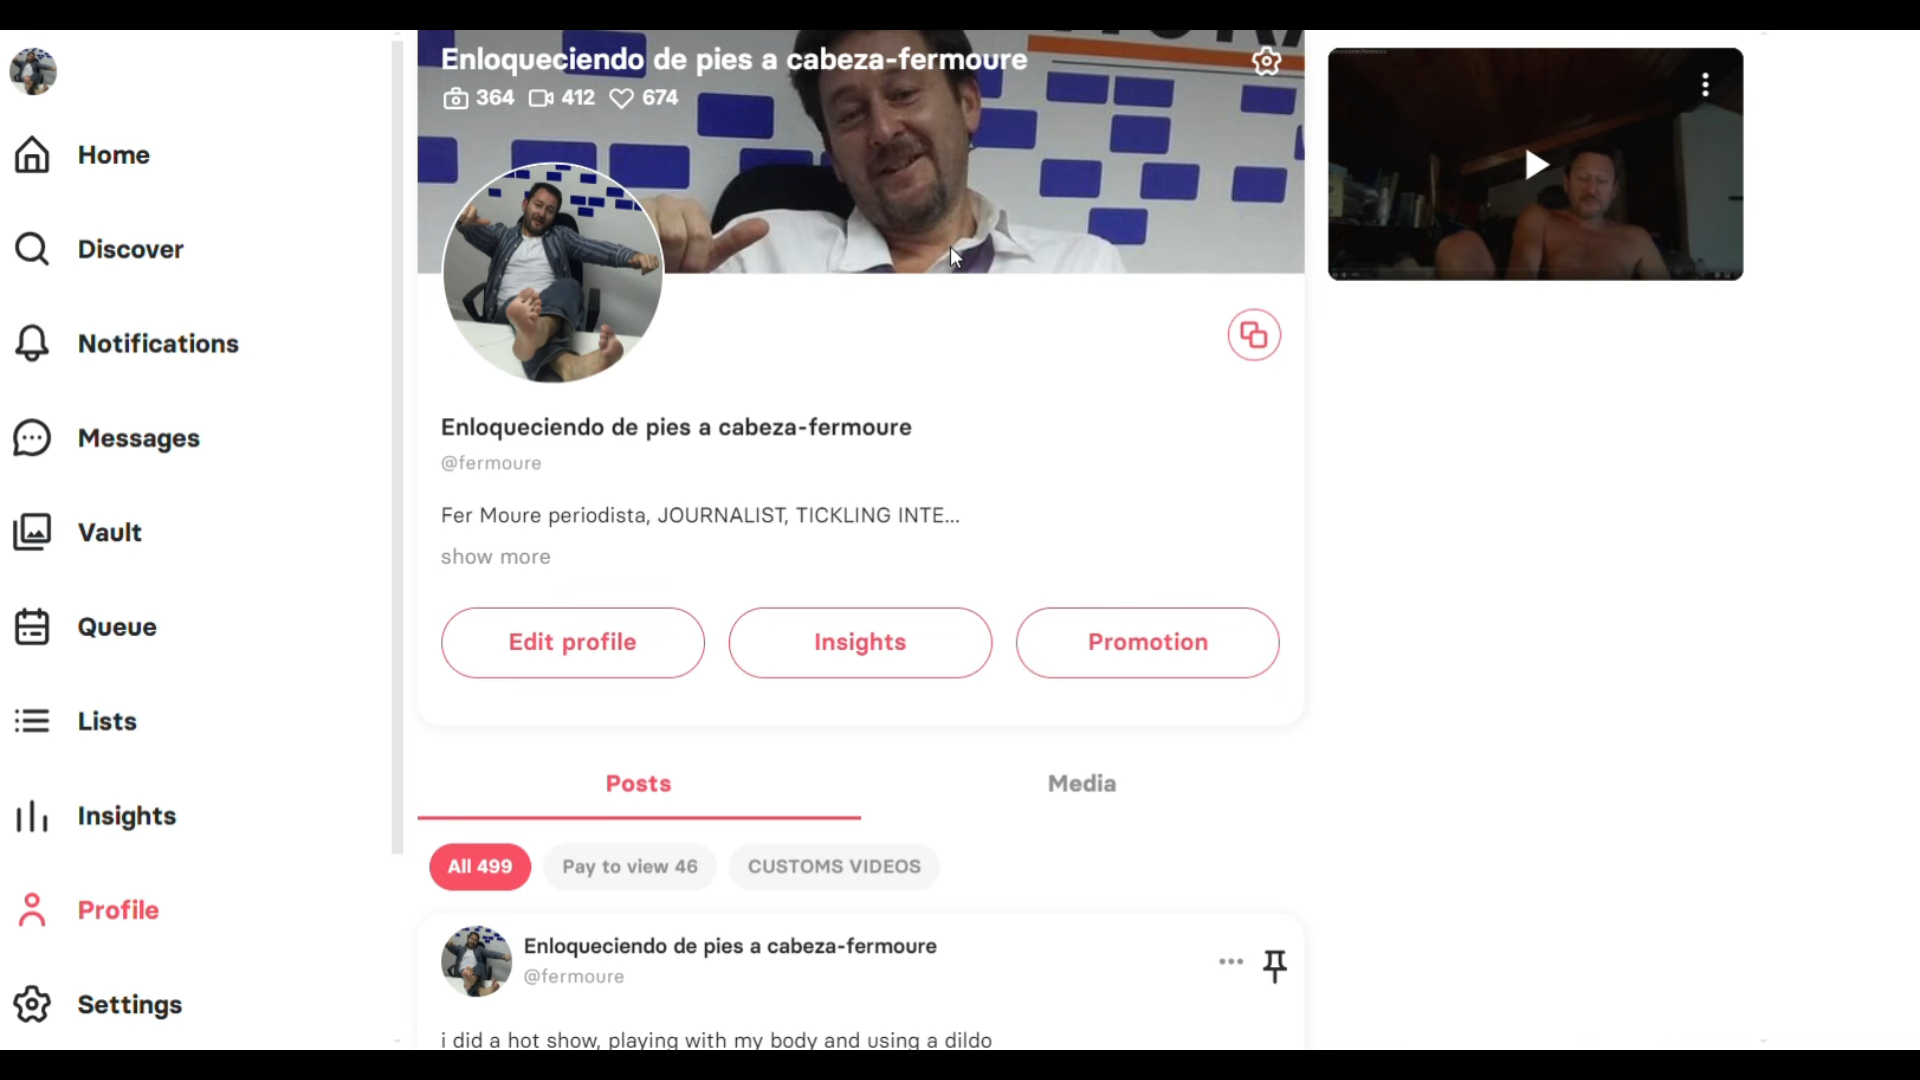 Enloqueciendo de pies a cabeza-fermoure
364 412 674
Home
Discover
Notifications
Messages
Vault
Queue
Lists
Insights
Profile
Settings
Enloqueciendo de pies a cabeza-fermoure
@fermoure
Fer Moure periodista, JOURNALIST, TICKLING INTE...
show more
Edit profile
Insights
Promotion
Posts
Media
All 499
Pay to view 46
CUSTOMS VIDEOS
Enloqueciendo de pies a cabeza-fermoure
@fermoure
i did a hot show, playing with my body and using a dildo